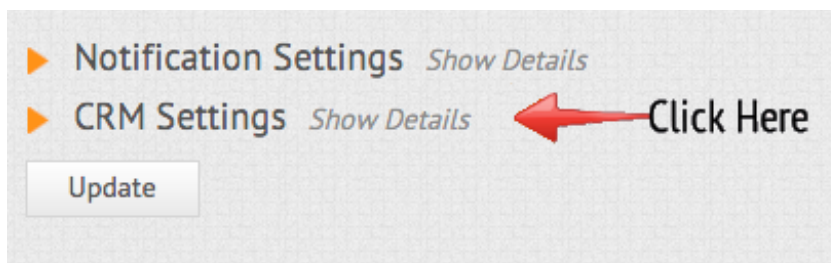 Notification Settings Show Details
CRM Settings Show Details Click Here
Update